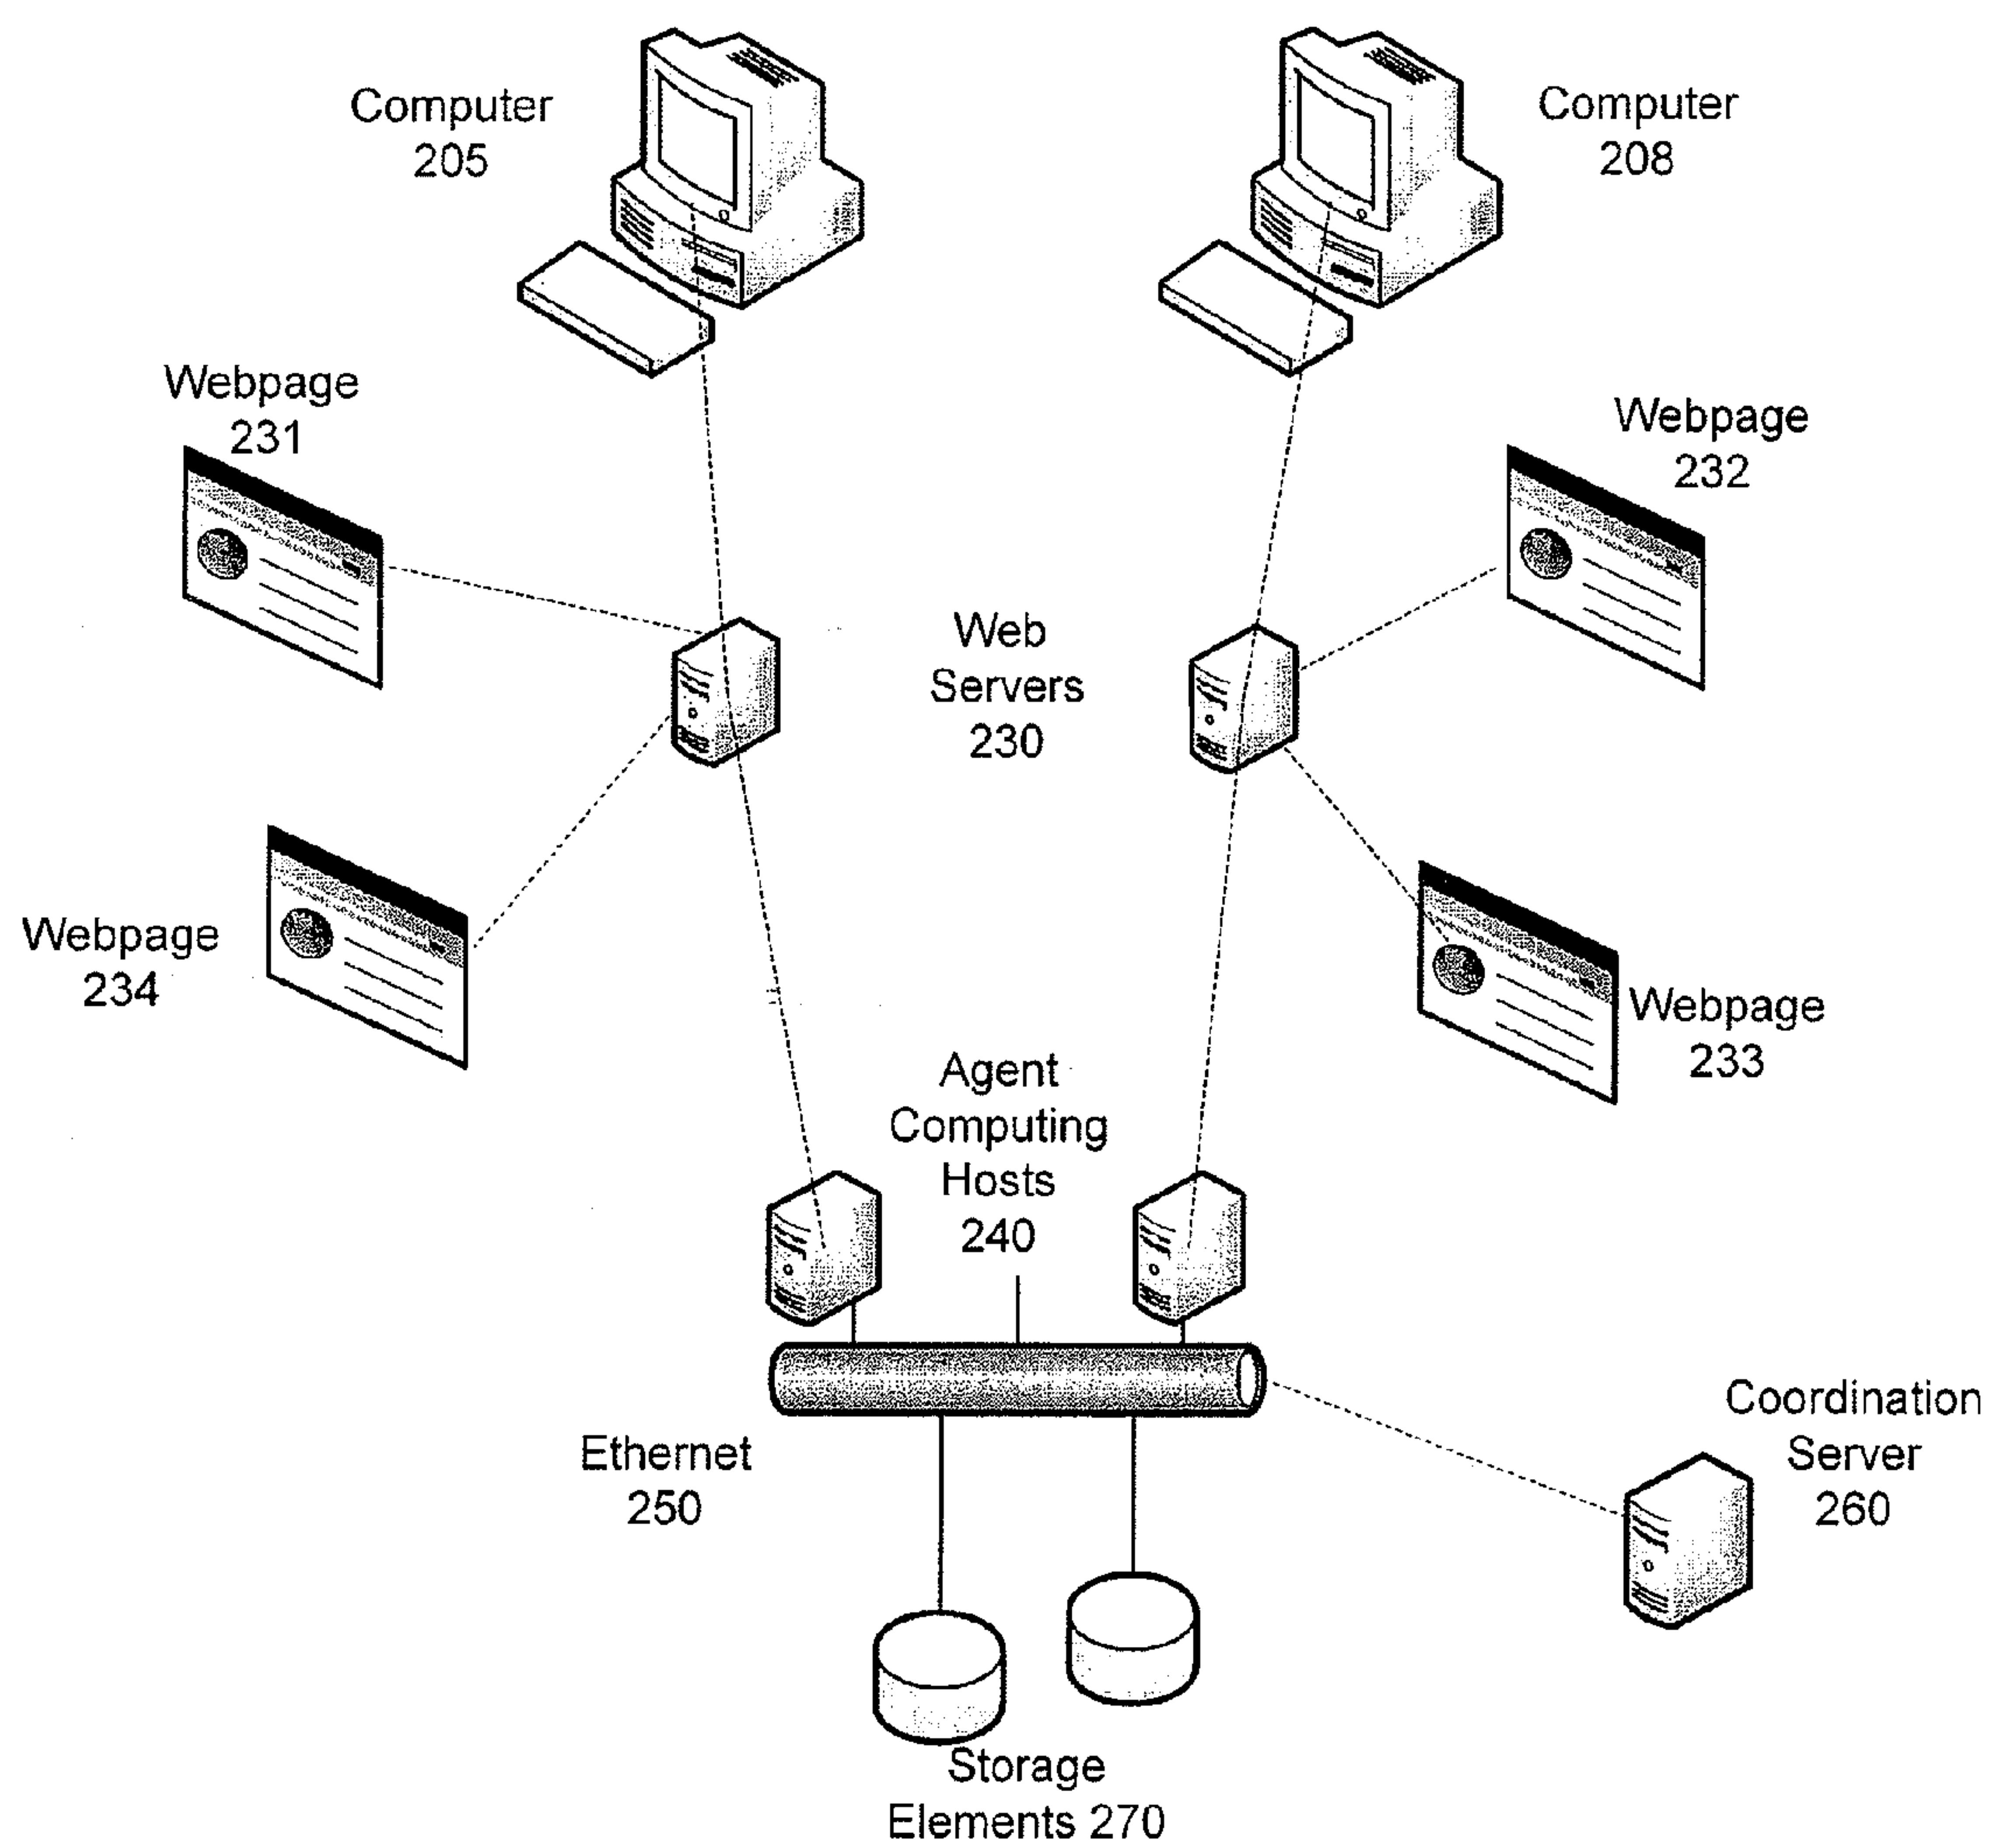 Computer
205
Computer
208
Webpage
231
Webpage
232
Web
Servers
230
Webpage
234
Webpage
233
Agent
Computing
Hosts
240
Ethernet
250
Coordination
Server
260
Storage
Elements 270